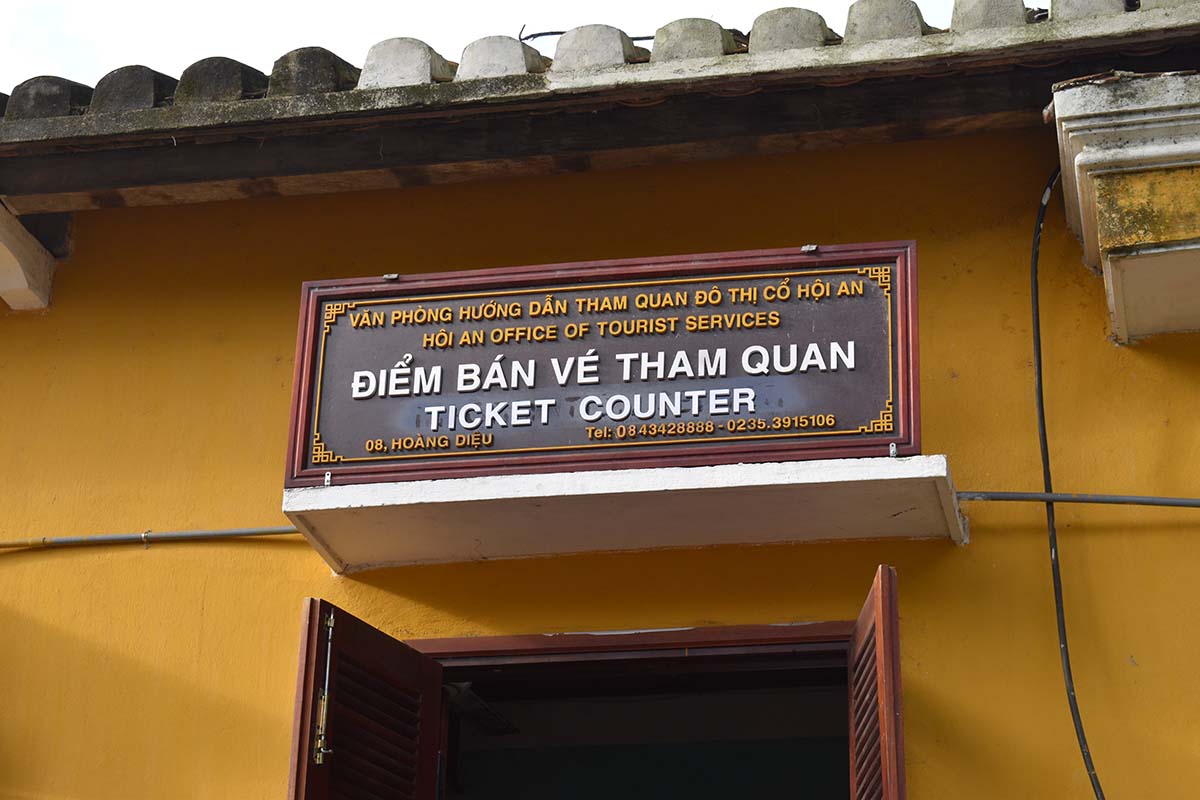 VĂN PHÒNG HƯỚNG DẪN THAM QUAN ĐÔ THỊ CỔ HỘI AN
HÔI AN OFFICE OF TOURIST SERVICES
ĐIỂM BÁN VÉ THAM QUAN
TICKET COUNTER
08, HOÀNG DIỆU Tel: 0843428888 - 0235.3915106